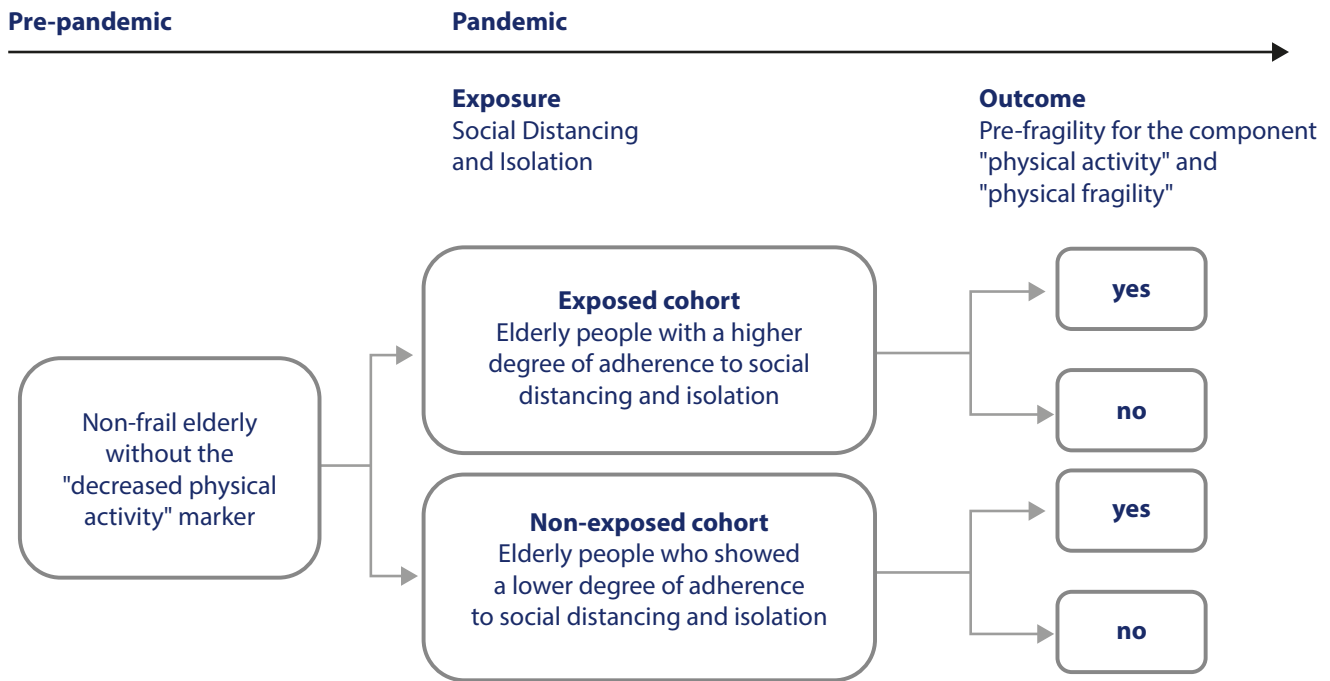 Pre-pandemic
Pandemic
Exposure
Social Distancing
and Isolation
Outcome
Pre-fragility for the component
"physical activity" and
"physical fragility"
Non-frail elderly
without the
"decreased physical
activity" marker
Exposed cohort
Elderly people with a higher
degree of adherence to social
distancing and isolation
yes
no
Non-exposed cohort
Elderly people who showed
a lower degree of adherence
to social distancing and isolation
yes
no